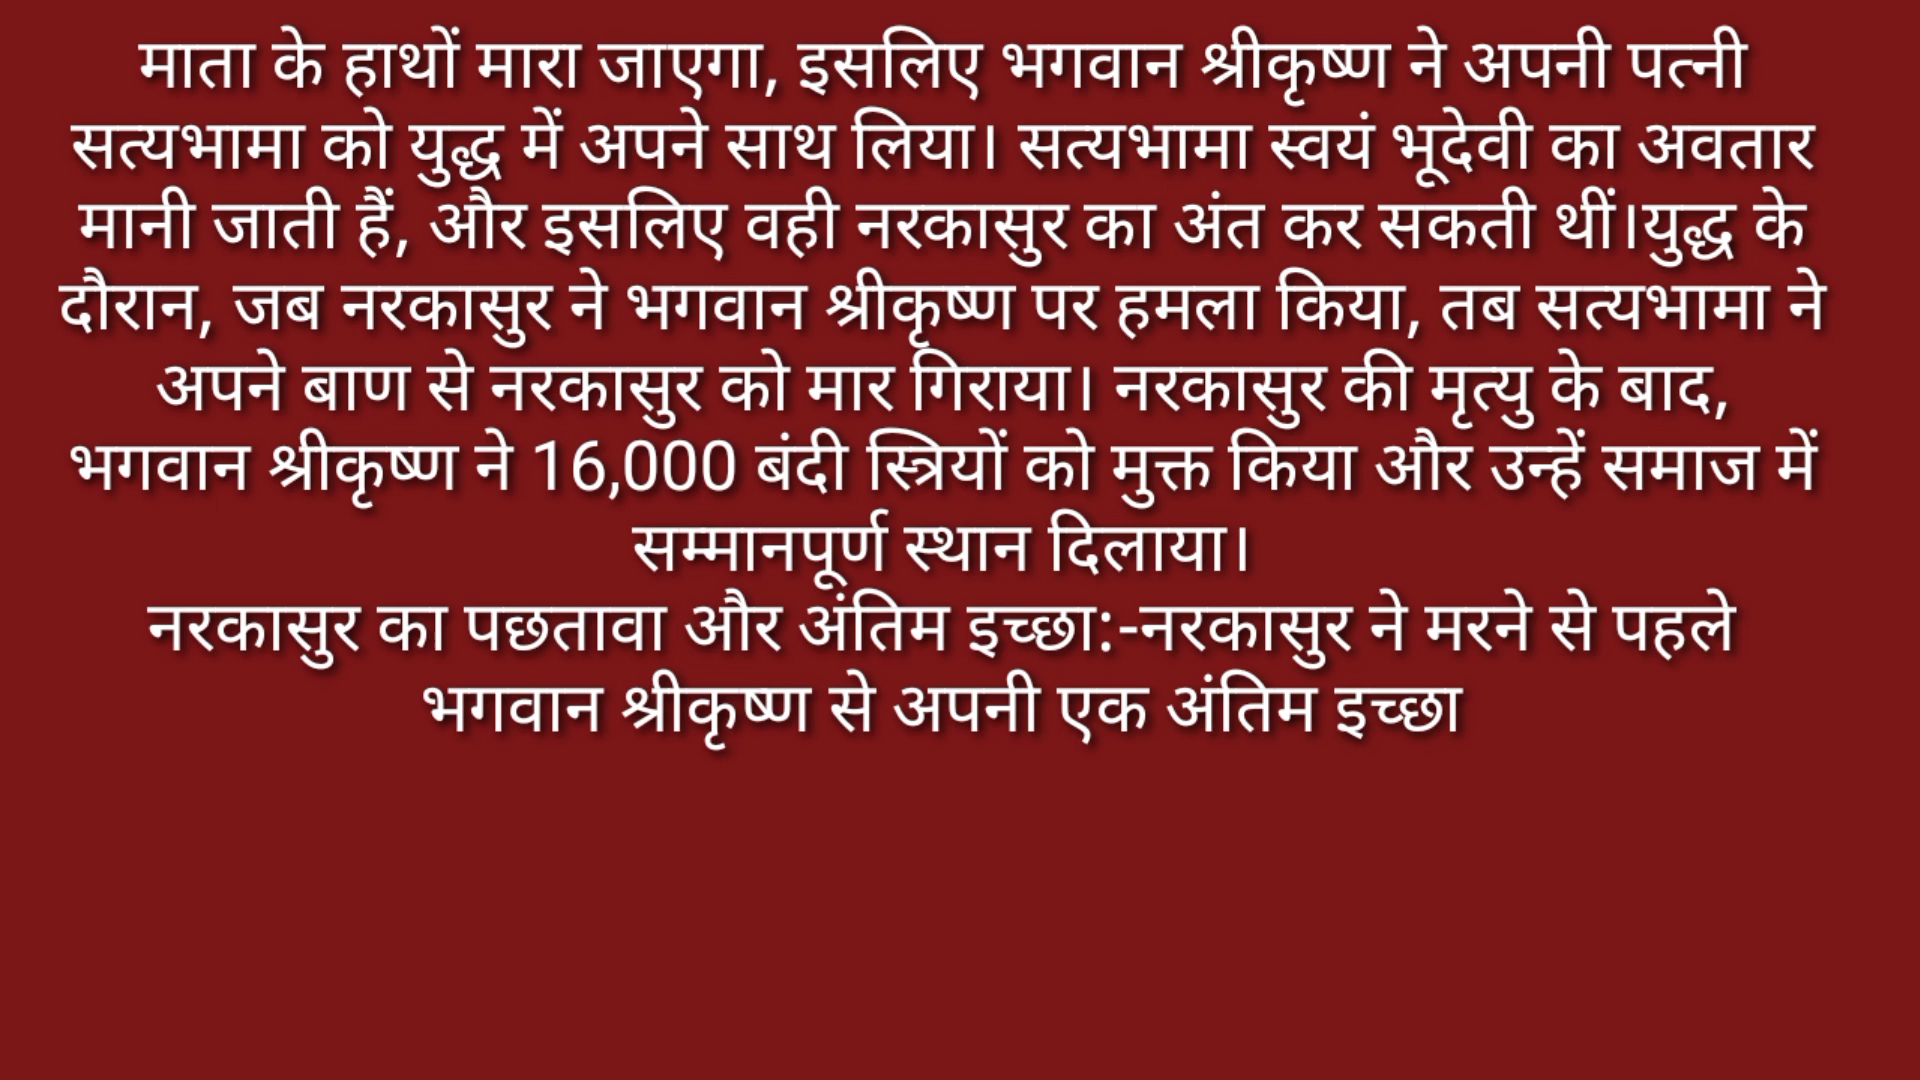 माता के हाथों मारा जाएगा, इसलिए भगवान श्रीकृष्ण ने अपनी पत्नी
सत्यभामा को युद्ध में अपने साथ लिया। सत्यभामा स्वयं भूदेवी का अवतार
मानी जाती हैं, और इसलिए वही नरकासुर का अंत कर सकती थीं।युद्ध के
दौरान, जब नरकासुर ने भगवान श्रीकृष्ण पर हमला किया, तब सत्यभामा ने
अपने बाण से नरकासुर को मार गिराया। नरकासुर की मृत्यु के बाद,
भगवान श्रीकृष्ण ने 16,000 बंदी स्त्रियों को मुक्त किया और उन्हें समाज में
सम्मानपूर्ण स्थान दिलाया।
नरकासुर का पछतावा और अंतिम इच्छा:-नरकासुर ने मरने से पहले
भगवान श्रीकृष्ण से अपनी एक अंतिम इच्छा